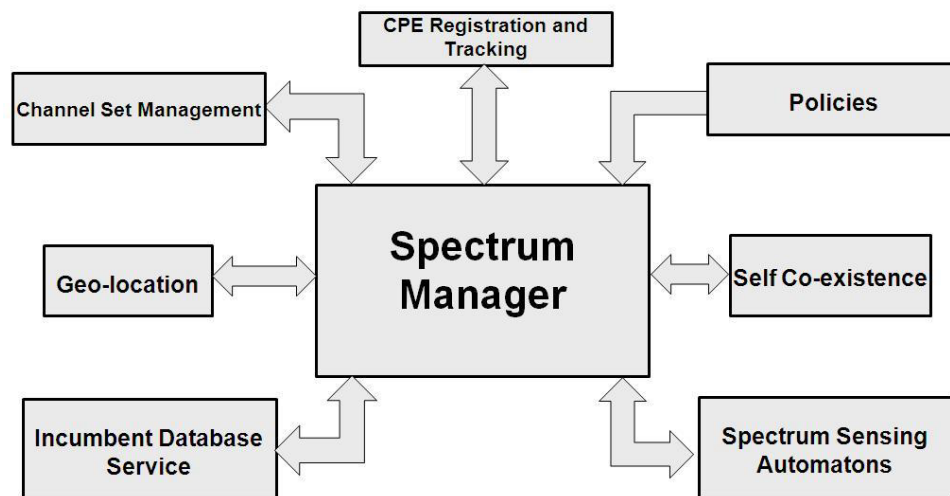 CPE Registration and
Tracking
Channel Set Management
Policies
Spectrum
Manager
Geo-location
Self Co-existence
Incumbent Database
Service
Spectrum Sensing
Automatons